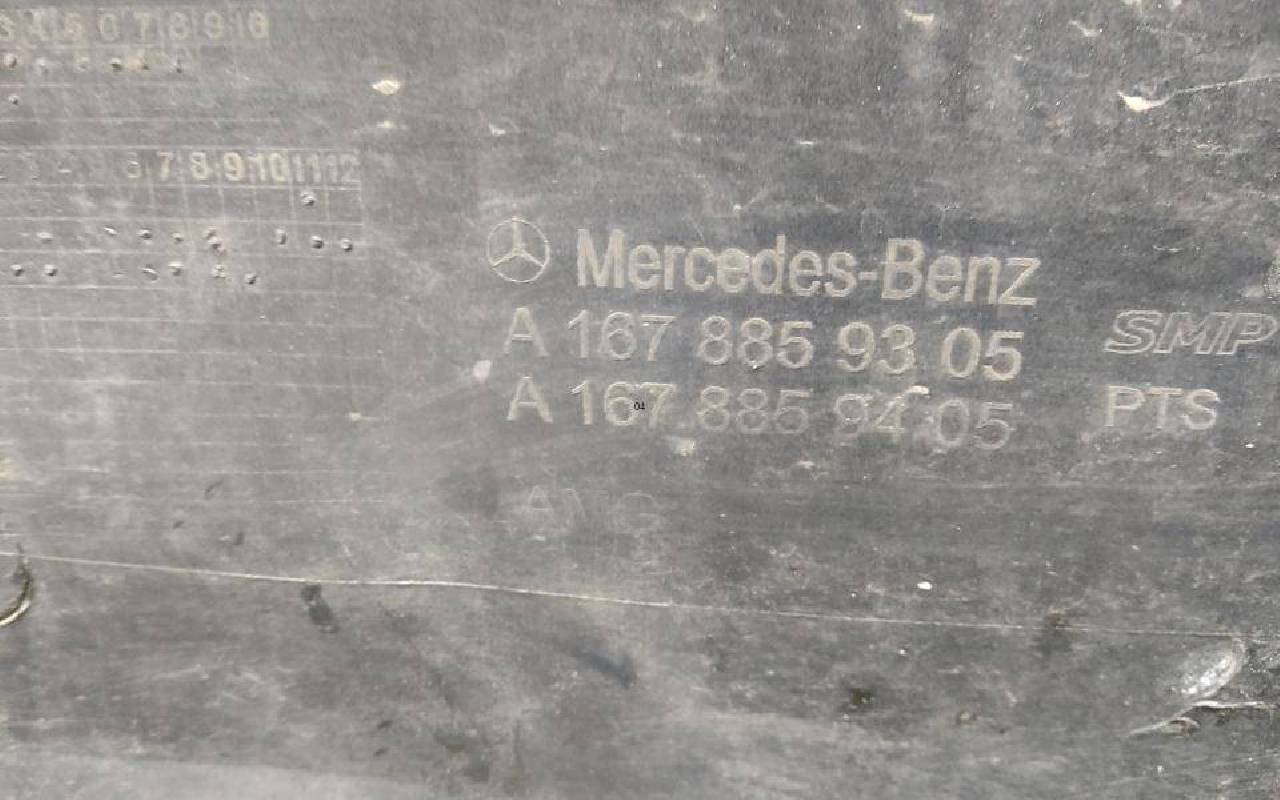 7 8 9 10 11 12
Mercedes-Benz
A 167 885 93 05
A 167 885 94 05
SMP
PTS
04
AMG